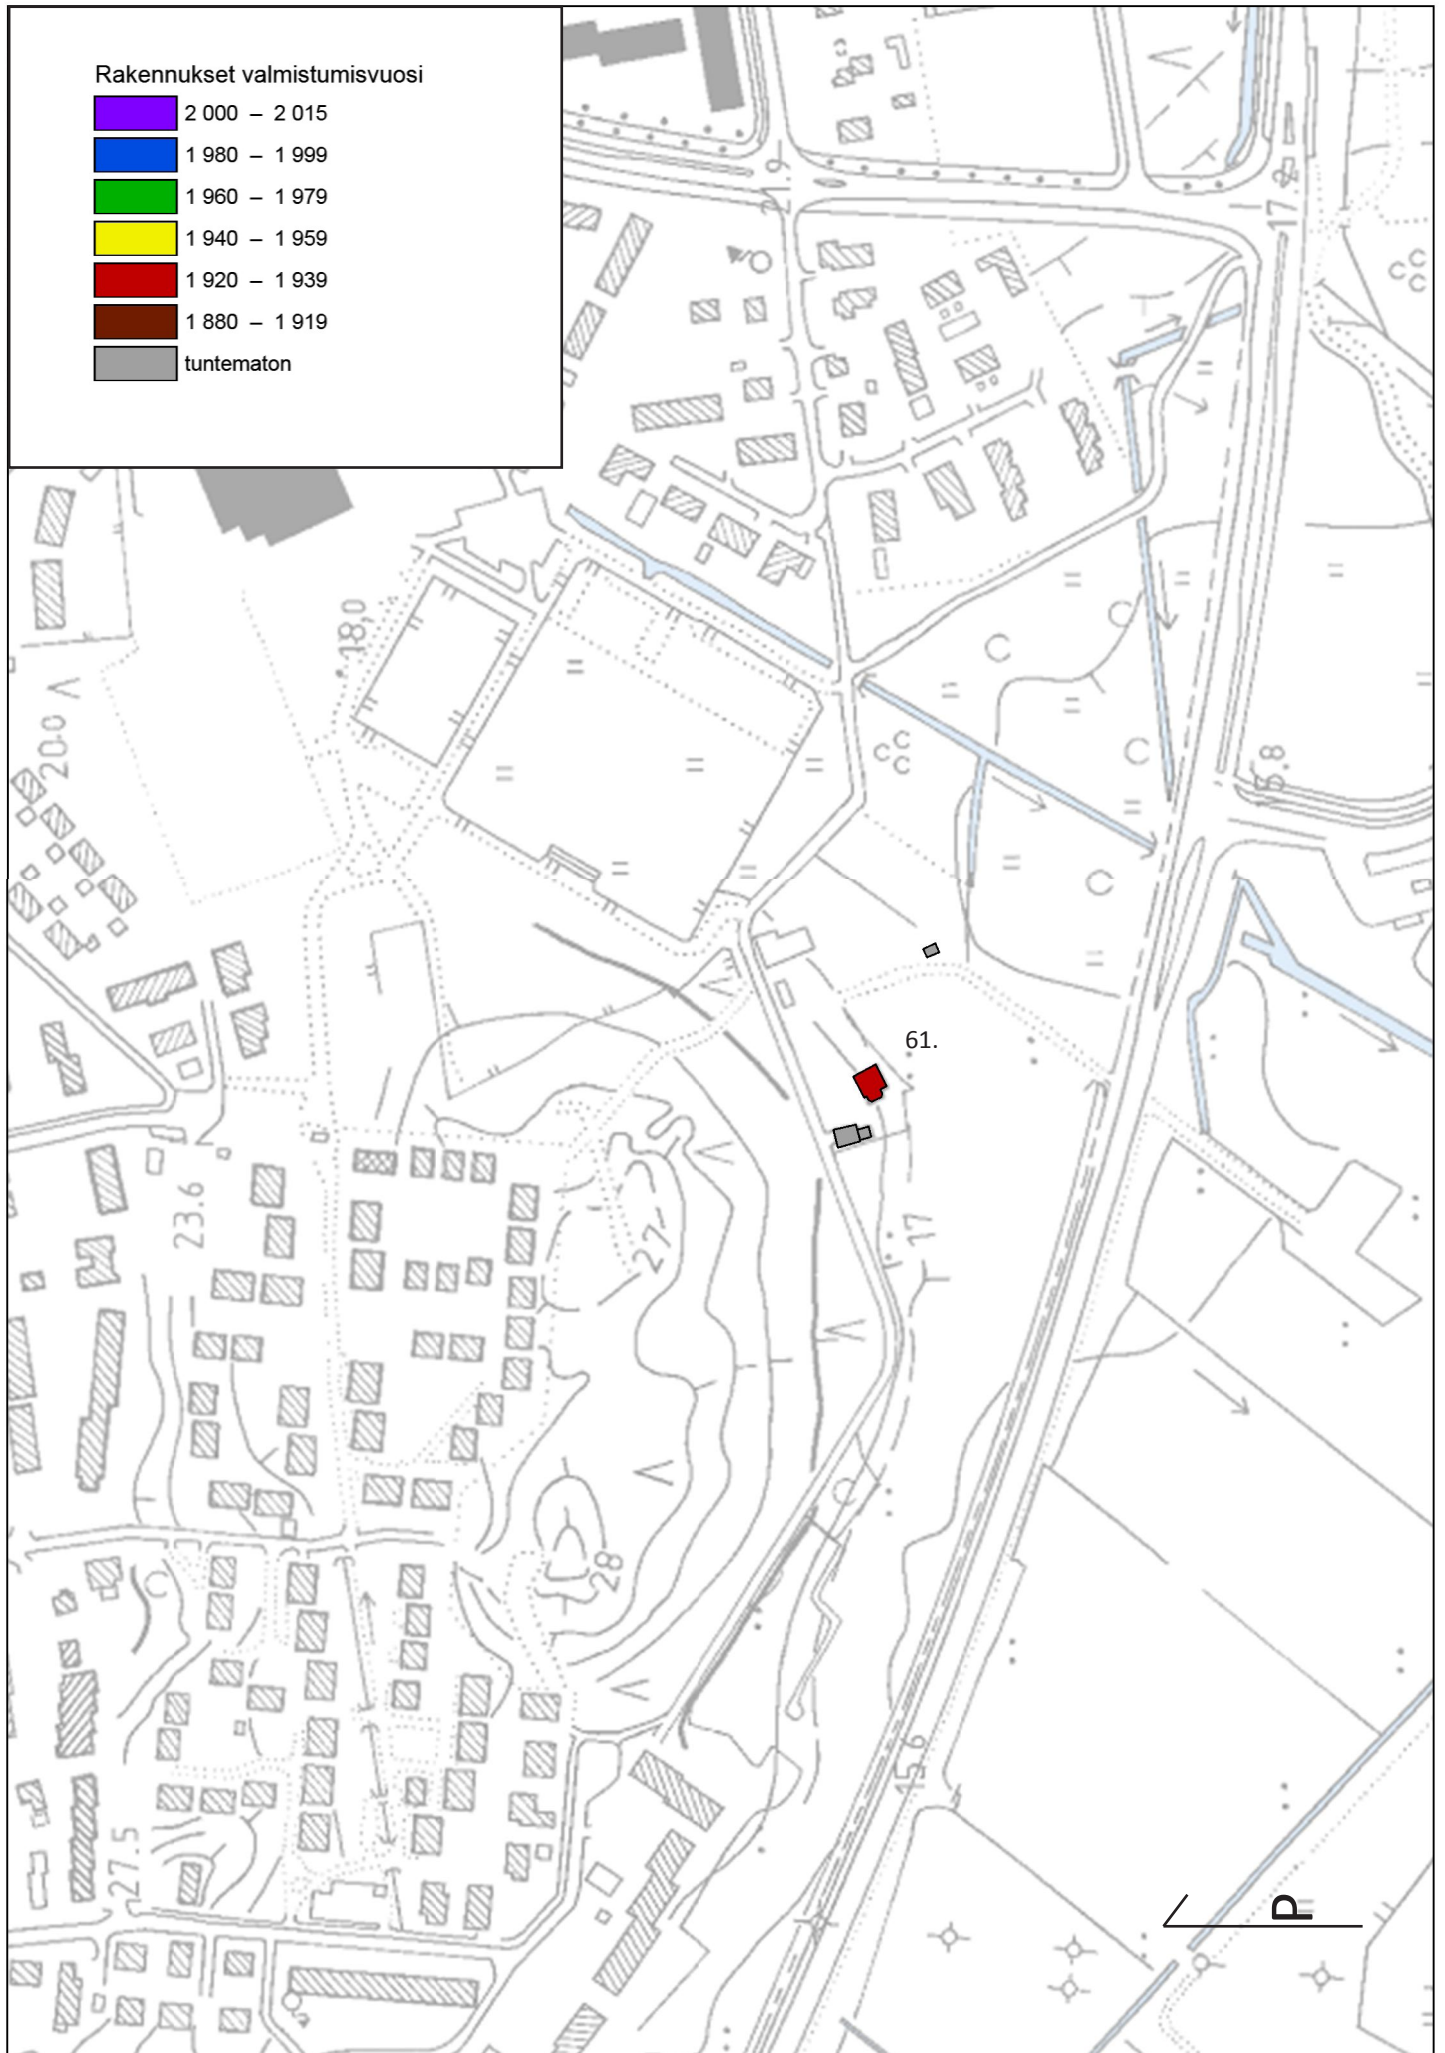 Rakennukset valmistumisvuosi
2 000 – 2 015
1 980 – 1 999
1 960 – 1 979
1 940 – 1 959
1 920 – 1 939
1 880 – 1 919
tuntematon
17.2
18,0
20.0
5.8
61.
23.6
27
17
28
15.6
27.5
P